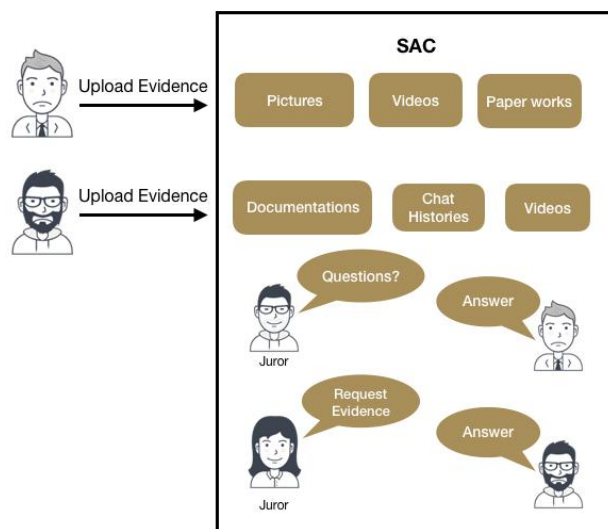 SAC
Upload Evidence
Pictures
Videos
Paper works
Upload Evidence
Documentations
Chat
Histories
Videos
Questions?
Answer
Juror
Request
Evidence
Answer
Juror